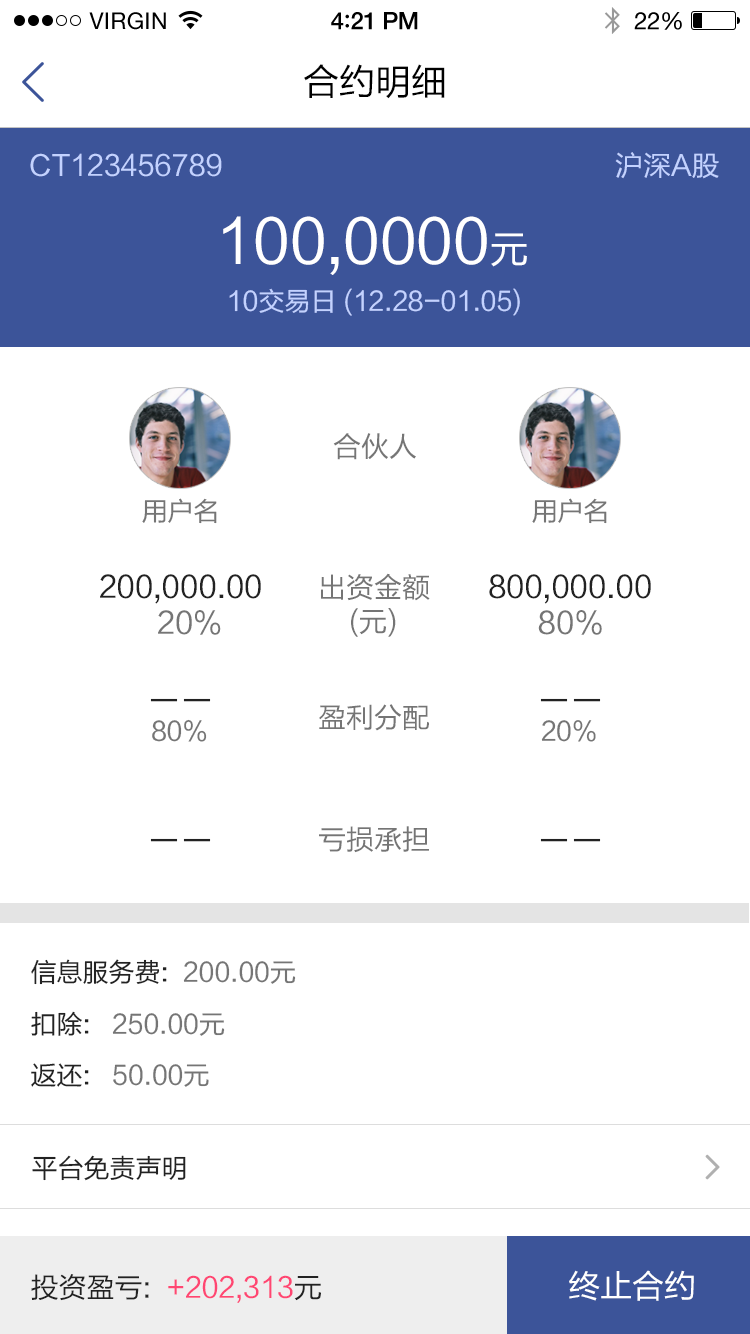 VIRGIN 4:21 PM 22%
合约明细
CT123456789 沪深A股
100,0000元
10交易日 (12.28-01.05)
合伙人
用户名 用户名
200,000.00 出资金额 800,000.00
20% (元) 80%
—— ——
80% 盈利分配 20%
—— 亏损承担 ——
信息服务费: 200.00元
扣除: 250.00元
返还: 50.00元
平台免责声明
投资盈亏: +202,313元 终止合约